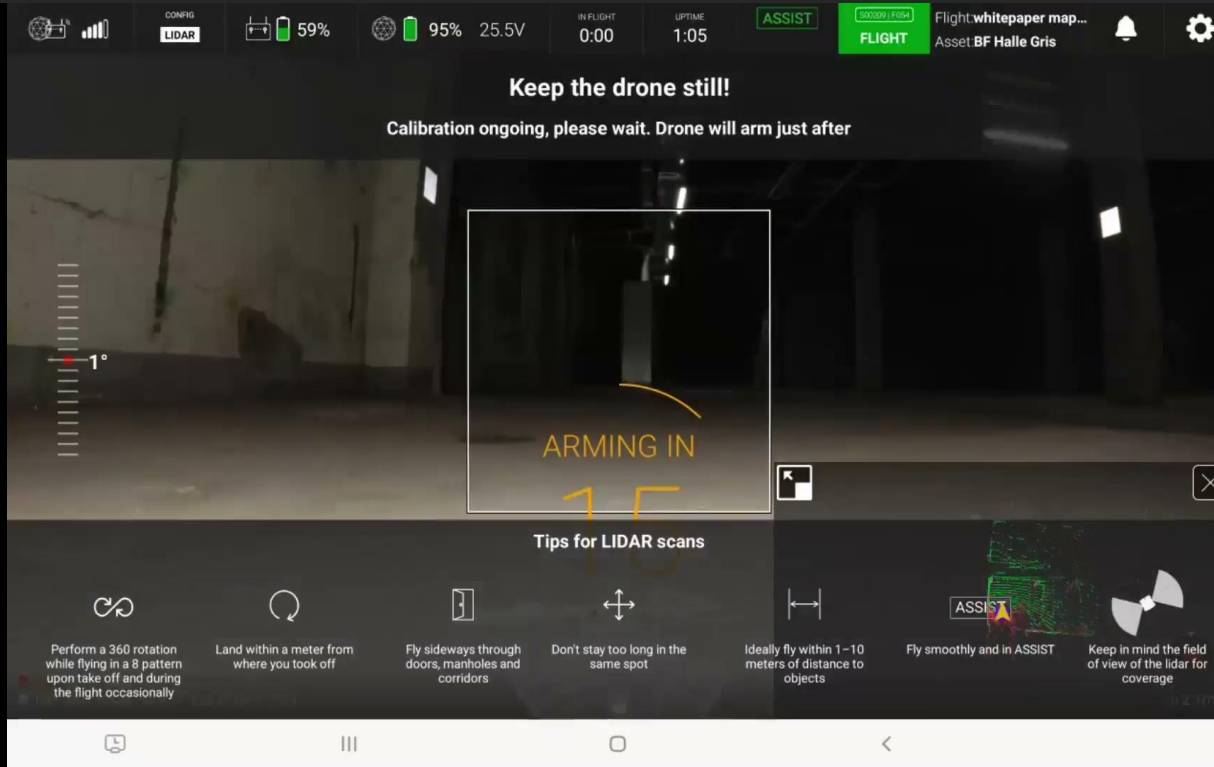 CONFIG
LIDAR
59%
95% 25.5V
IN FLIGHT
0:00
UPTIME
1:05
ASSIST
S00209 | F054
FLIGHT
Flight:whitepaper map...
Asset:BF Halle Gris
Keep the drone still!
Calibration ongoing, please wait. Drone will arm just after
1°
ARMING IN
15
Tips for LIDAR scans
Perform a 360 rotation
while flying in a 8 pattern
upon take off and during
the flight occasionally
Land within a meter from
where you took off
Fly sideways through
doors, manholes and
corridors
Don't stay too long in the
same spot
Ideally fly within 1–10
meters of distance to
objects
ASSIST
Fly smoothly and in ASSIST
Keep in mind the field
of view of the lidar for
coverage